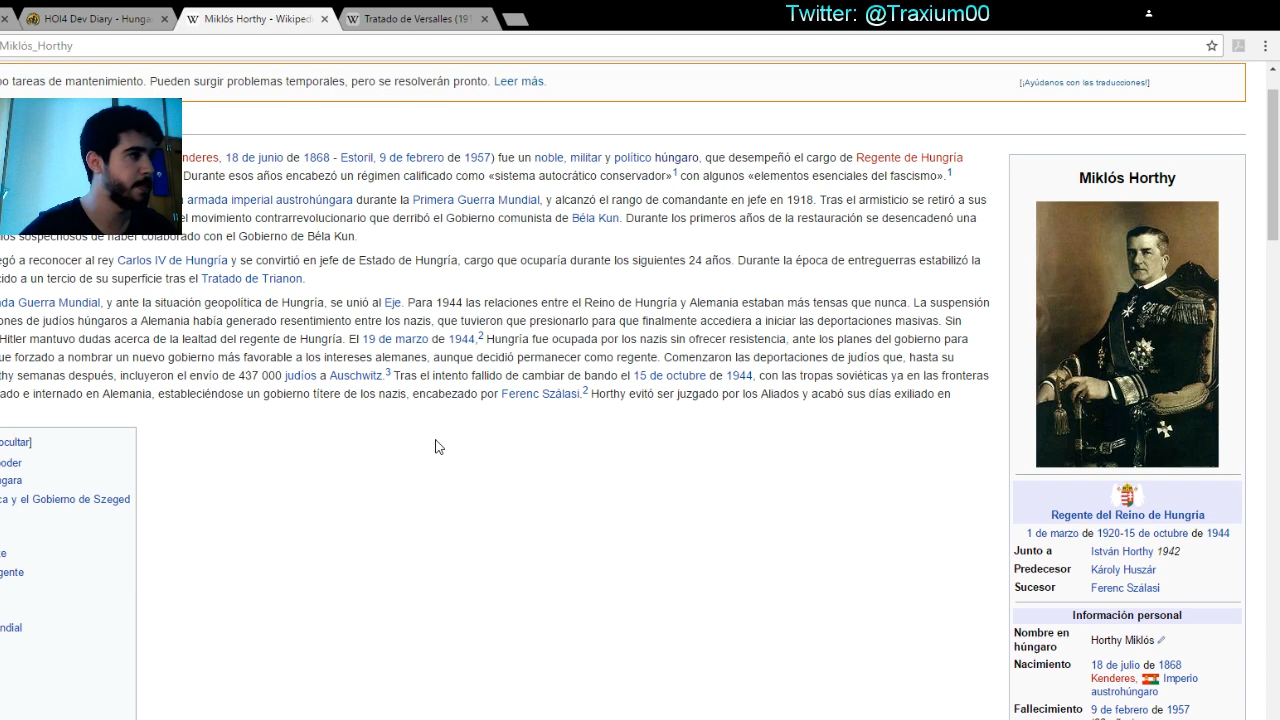 Twitter: @Traxium00
HOI4 Dev Diary - Hunga
Miklós Horthy - Wikiped
Tratado de Versalles (191
Miklós_Horthy
o tareas de mantenimiento. Pueden surgir problemas temporales, pero se resolverán pronto. Leer más.
[¡Ayúdanos con las traducciones!]
nderes, 18 de junio de 1868 - Estoril, 9 de febrero de 1957) fue un noble, militar y político húngaro, que desempeñó el cargo de Regente de Hungría
Durante esos años encabezó un régimen calificado como «sistema autocrático conservador»1 con algunos «elementos esenciales del fascismo».1
armada imperial austrohúngara durante la Primera Guerra Mundial, y alcanzó el rango de comandante en jefe en 1918. Tras el armisticio se retiró a sus
el movimiento contrarrevolucionario que derribó el Gobierno comunista de Béla Kun. Durante los primeros años de la restauración se desencadenó una
los sospechosos de haber colaborado con el Gobierno de Béla Kun.
egó a reconocer al rey Carlos IV de Hungría y se convirtió en jefe de Estado de Hungría, cargo que ocuparía durante los siguientes 24 años. Durante la época de entreguerras estabilizó la
cido a un tercio de su superficie tras el Tratado de Trianon.
da Guerra Mundial, y ante la situación geopolítica de Hungría, se unió al Eje. Para 1944 las relaciones entre el Reino de Hungría y Alemania estaban más tensas que nunca. La suspensión
ones de judíos húngaros a Alemania había generado resentimiento entre los nazis, que tuvieron que presionarlo para que finalmente accediera a iniciar las deportaciones masivas. Sin
Hitler mantuvo dudas acerca de la lealtad del regente de Hungría. El 19 de marzo de 1944,2 Hungría fue ocupada por los nazis sin ofrecer resistencia, ante los planes del gobierno para
ue forzado a nombrar un nuevo gobierno más favorable a los intereses alemanes, aunque decidió permanecer como regente. Comenzaron las deportaciones de judíos que, hasta su
thy semanas después, incluyeron el envío de 437 000 judíos a Auschwitz.3 Tras el intento fallido de cambiar de bando el 15 de octubre de 1944, con las tropas soviéticas ya en las fronteras
ado e internado en Alemania, estableciéndose un gobierno títere de los nazis, encabezado por Ferenc Szálasi.2 Horthy evitó ser juzgado por los Aliados y acabó sus días exiliado en
ocultar]
poder
ngara
ca y el Gobierno de Szeged
te
gente
ndial
Miklós Horthy
Regente del Reino de Hungria
1 de marzo de 1920-15 de octubre de 1944
Junto a István Horthy 1942
Predecesor Károly Huszár
Sucesor Ferenc Szálasi
Información personal
Nombre en húngaro Horthy Miklós
Nacimiento 18 de julio de 1868
Kenderes, Imperio
austrohúngaro
Fallecimiento 9 de febrero de 1957